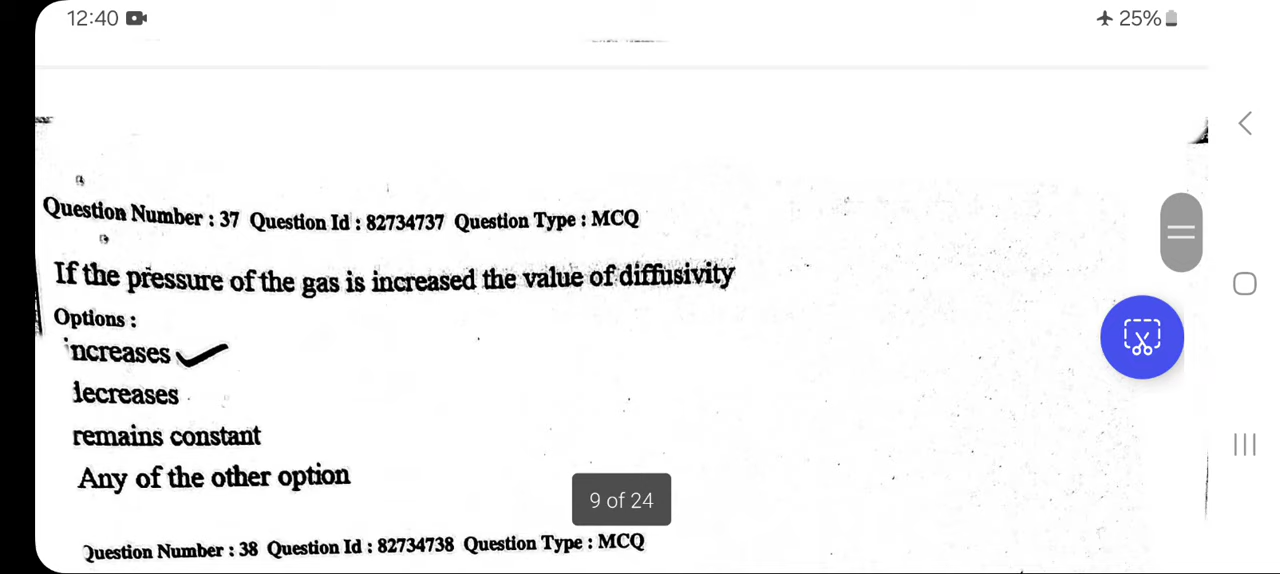 12:40
25%
Question Number : 37 Question Id : 82734737 Question Type : MCQ
If the pressure of the gas is increased the value of diffusivity
Options :
increases
decreases
remains constant
Any of the other option
9 of 24
Question Number : 38 Question Id : 82734738 Question Type : MCQ